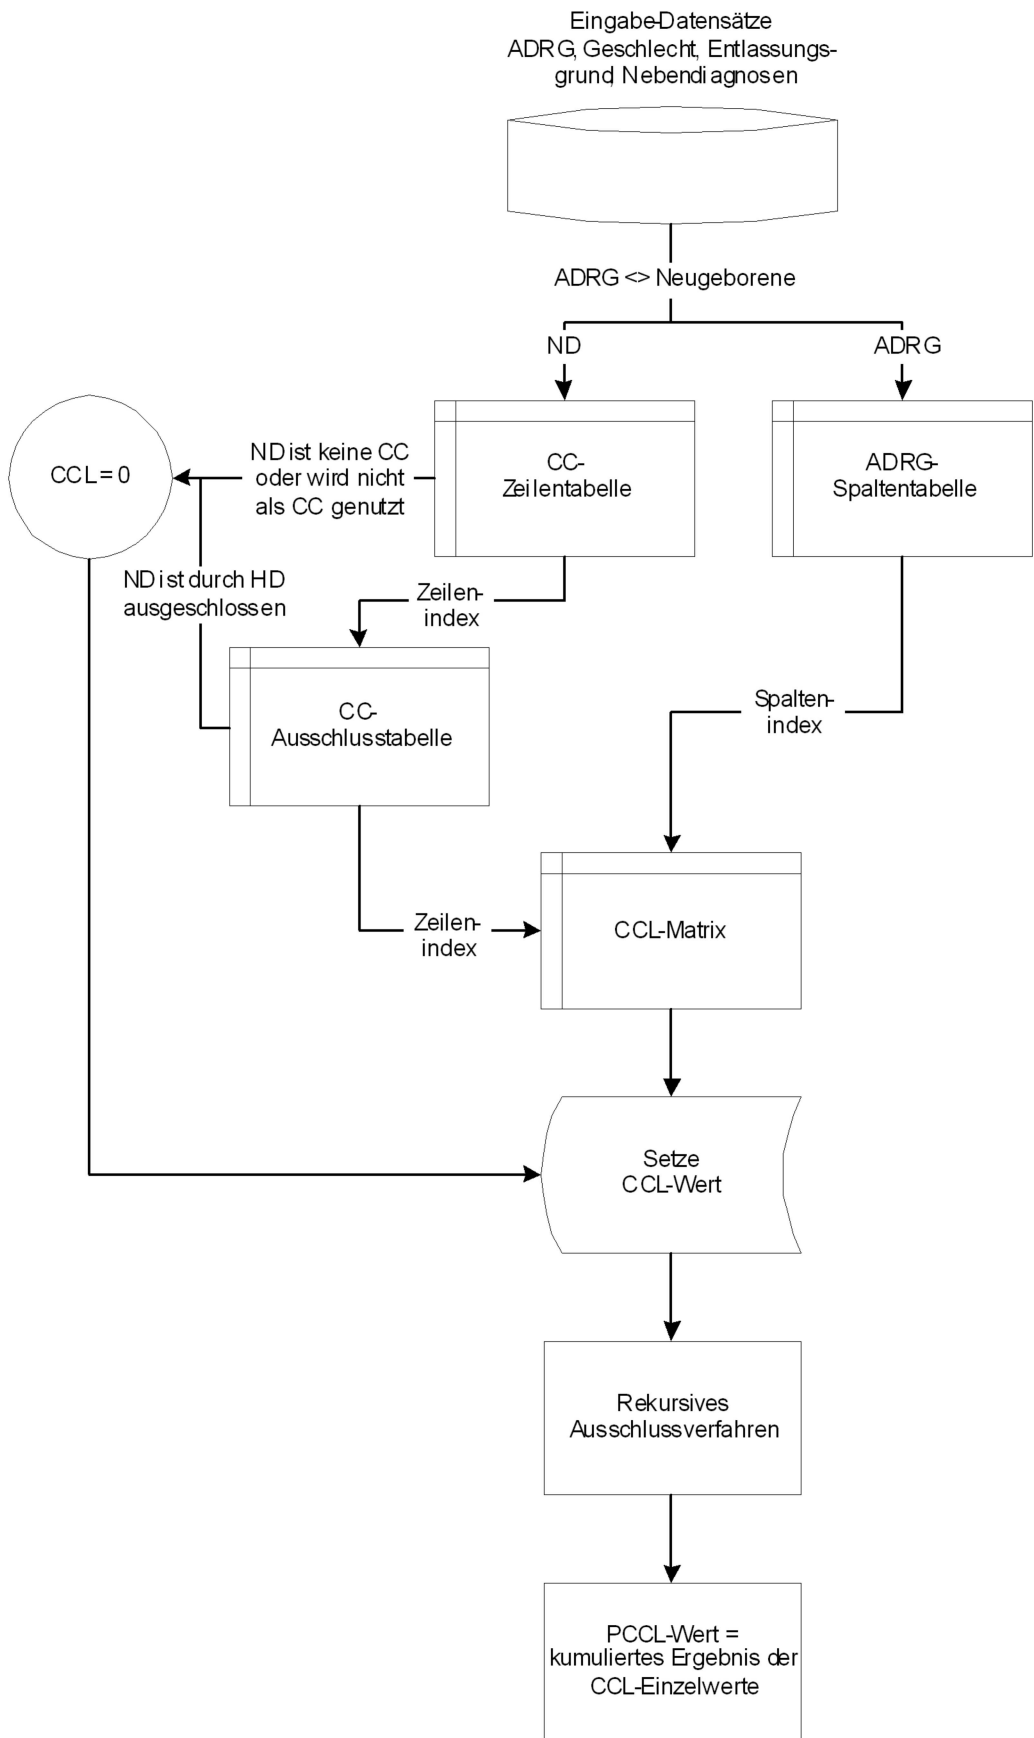 Eingabe-Datensätze
ADRG, Geschlecht, Entlassungs-
grund, Nebendiagnosen
ADRG <> Neugeborene
ND
ADRG
CCL = 0
ND ist keine CC
oder wird nicht
als CC genutzt
CC-
Zeilentabelle
ADRG-
Spaltentabelle
ND ist durch HD
ausgeschlossen
Zeilen-
index
CC-
Ausschlusstabelle
Spalten-
index
Zeilen-
index
CCL-Matrix
Setze
CCL-Wert
Rekursives
Ausschlussverfahren
PCCL-Wert =
kumuliertes Ergebnis der
CCL-Einzelwerte